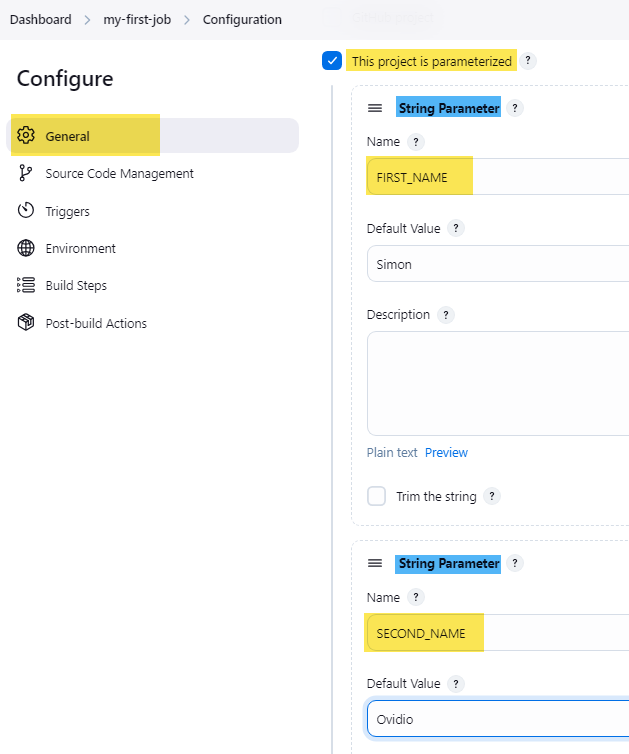 Dashboard > my-first-job > Configuration
Configure
General
Source Code Management
Triggers
Environment
Build Steps
Post-build Actions
This project is parameterized ?
String Parameter ?
Name ?
FIRST_NAME
Default Value ?
Simon
Description ?
Plain text Preview
Trim the string ?
String Parameter ?
Name ?
SECOND_NAME
Default Value ?
Ovidio